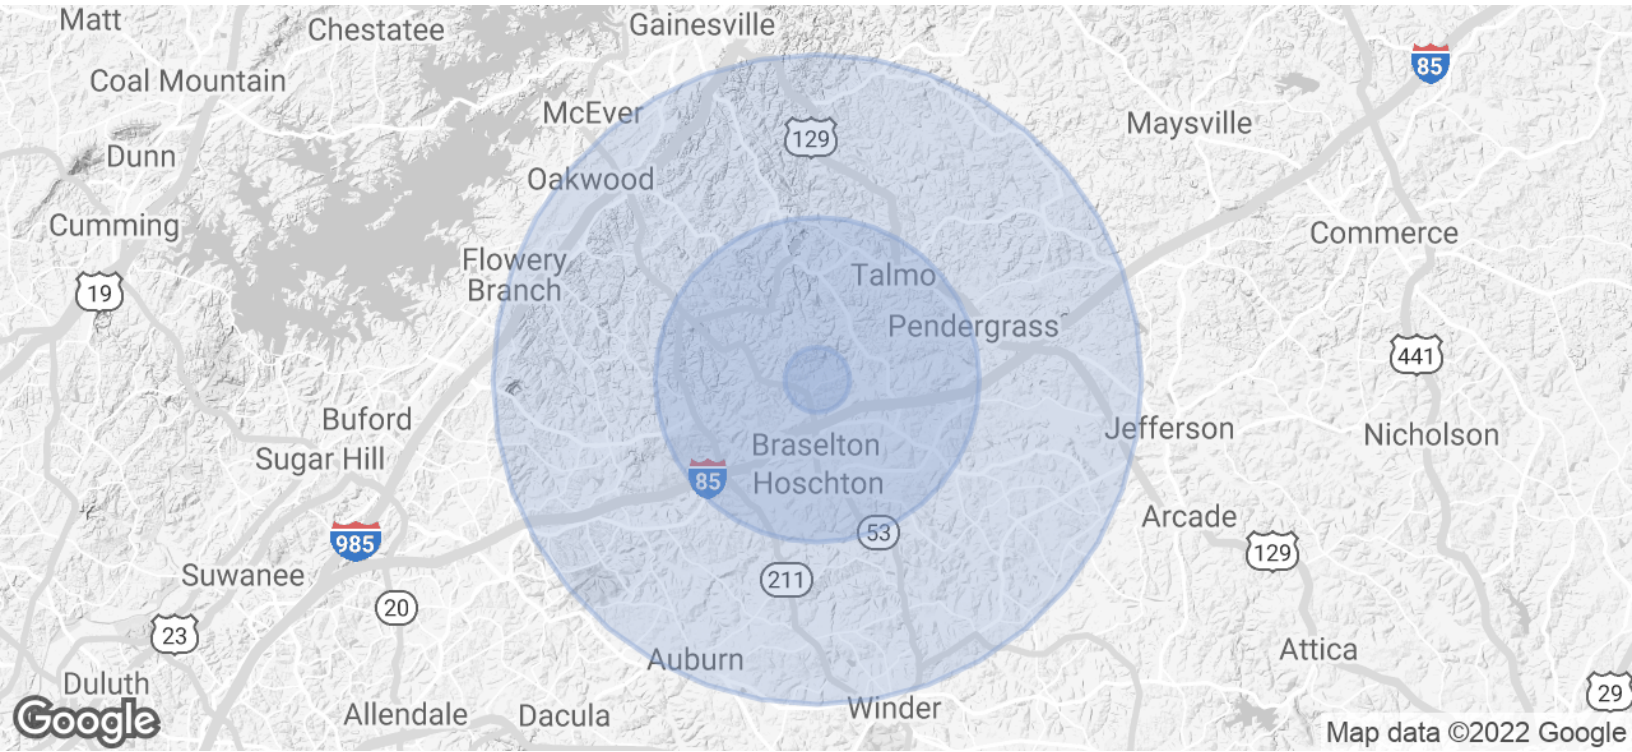 Matt
Chestatee
Gainesville
Coal Mountain
85
McEver
Maysville
129
Dunn
Oakwood
Cumming
Commerce
Flowery
Branch
Talmo
19
Pendergrass
441
Buford
Jefferson
Nicholson
Sugar Hill
Braselton
85
Hoschton
Arcade
985
53
129
Suwanee
211
20
23
Auburn
Attica
Duluth
29
Allendale
Dacula
Winder
Google
Map data ©2022 Google